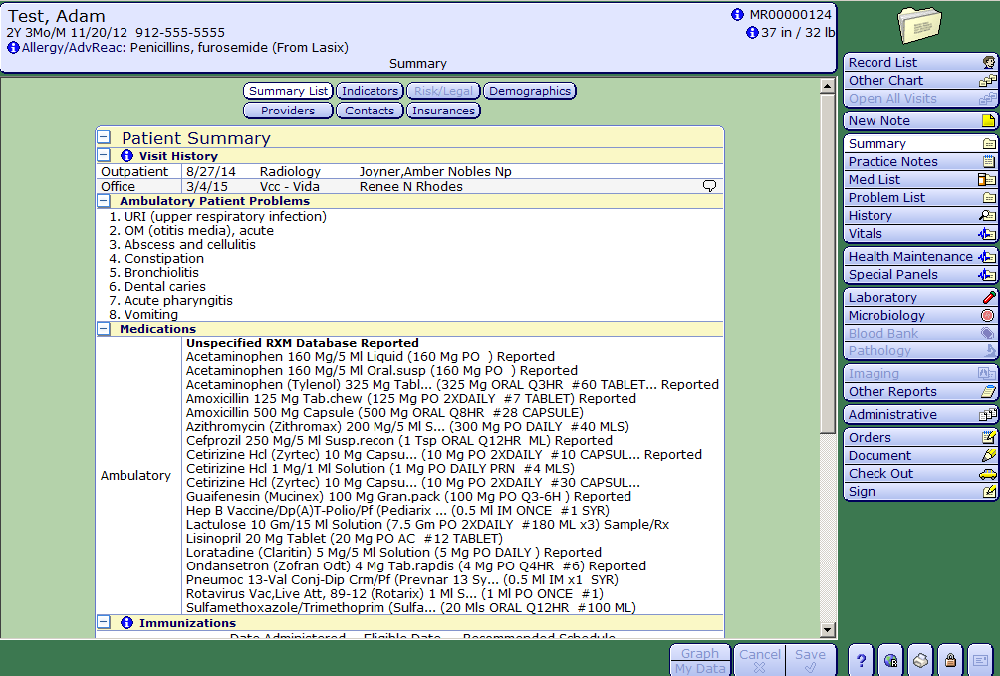 Test, Adam
2Y 3Mo/M 11/20/12 912-555-5555
Allergy/AdvReac: Penicillins, furosemide (From Lasix)
MR00000124
37 in / 32 lb
Summary
Summary List Indicators Risk/Legal Demographics
Providers Contacts Insurances
Patient Summary
Visit History
Outpatient 8/27/14 Radiology Joyner,Amber Nobles Np
Office 3/4/15 Vcc - Vida Renee N Rhodes
Ambulatory Patient Problems
1. URI (upper respiratory infection)
2. OM (otitis media), acute
3. Abscess and cellulitis
4. Constipation
5. Bronchiolitis
6. Dental caries
7. Acute pharyngitis
8. Vomiting
Medications
Ambulatory
Unspecified RXM Database Reported
Acetaminophen 160 Mg/5 Ml Liquid (160 Mg PO  ) Reported
Acetaminophen 160 Mg/5 Ml Oral.susp (160 Mg PO  ) Reported
Acetaminophen (Tylenol) 325 Mg Tabl... (325 Mg ORAL Q3HR  #60 TABLET... Reported
Amoxicillin 125 Mg Tab.chew (125 Mg PO 2XDAILY  #7 TABLET) Reported
Amoxicillin 500 Mg Capsule (500 Mg ORAL Q8HR  #28 CAPSULE)
Azithromycin (Zithromax) 200 Mg/5 Ml S... (300 Mg PO DAILY  #40 MLS)
Cefprozil 250 Mg/5 Ml Susp.recon (1 Tsp ORAL Q12HR  ML) Reported
Cetirizine Hcl (Zyrtec) 10 Mg Capsu... (10 Mg PO 2XDAILY  #10 CAPSUL... Reported
Cetirizine Hcl 1 Mg/1 Ml Solution (1 Mg PO DAILY PRN  #4 MLS)
Cetirizine Hcl (Zyrtec) 10 Mg Capsu... (10 Mg PO 2XDAILY  #30 CAPSUL...
Guaifenesin (Mucinex) 100 Mg Gran.pack (100 Mg PO Q3-6H ) Reported
Hep B Vaccine/Dp(A)T-Polio/Pf (Pediarix ... (0.5 Ml IM ONCE  #1 SYR)
Lactulose 10 Gm/15 Ml Solution (7.5 Gm PO 2XDAILY  #180 ML x3) Sample/Rx
Lisinopril 20 Mg Tablet (20 Mg PO AC  #12 TABLET)
Loratadine (Claritin) 5 Mg/5 Ml Solution (5 Mg PO DAILY ) Reported
Ondansetron (Zofran Odt) 4 Mg Tab.rapdis (4 Mg PO Q4HR  #6) Reported
Pneumoc 13-Val Conj-Dip Crm/Pf (Prevnar 13 Sy... (0.5 Ml IM x1  SYR)
Rotavirus Vac,Live Att, 89-12 (Rotarix) 1 Ml S... (1 Ml PO ONCE  #1)
Sulfamethoxazole/Trimethoprim (Sulfa... (20 Mls ORAL Q12HR  #100 ML)
Immunizations
Date Administered Eligible Date Recommended Schedule
Record List
Other Chart
Open All Visits
New Note
Summary
Practice Notes
Med List
Problem List
History
Vitals
Health Maintenance
Special Panels
Laboratory
Microbiology
Blood Bank
Pathology
Imaging
Other Reports
Administrative
Orders
Document
Check Out
Sign
Graph My Data
Cancel
Save
?